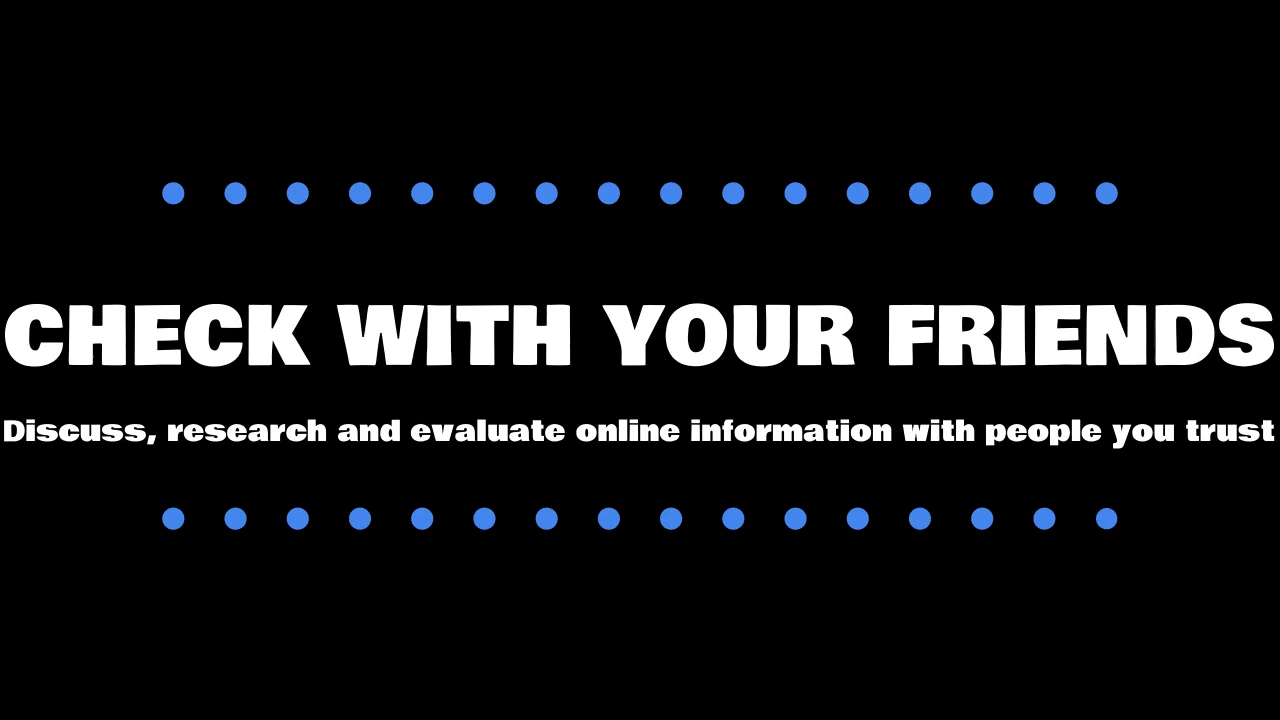 CHECK WITH YOUR FRIENDS
Discuss, research and evaluate online information with people you trust